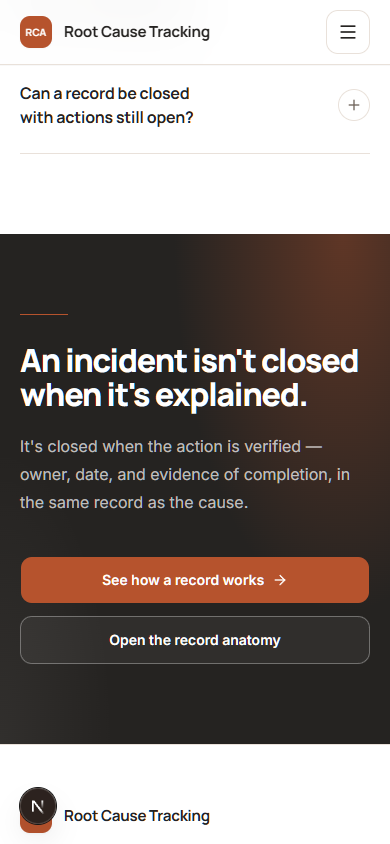 RCA Root Cause Tracking
Can a record be closed
with actions still open?
An incident isn't closed
when it's explained.
It's closed when the action is verified —
owner, date, and evidence of completion, in
the same record as the cause.
See how a record works →
Open the record anatomy
N Root Cause Tracking